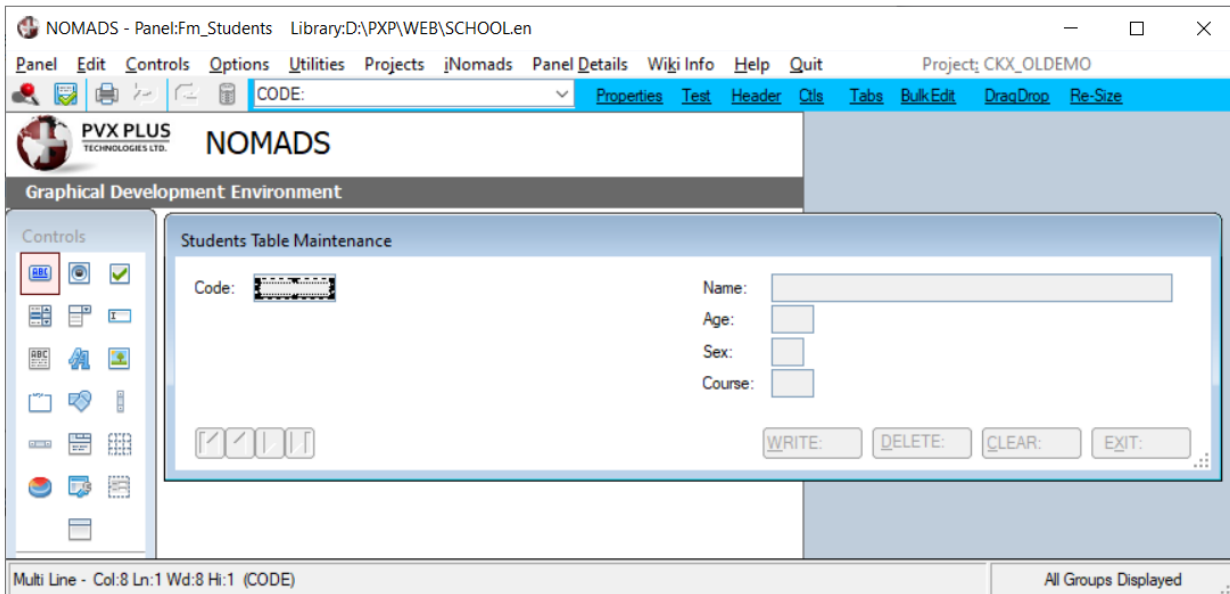 NOMADS - Panel:Fm_Students Library:D:\PXP\WEB\SCHOOL.en
Panel Edit Controls Options Utilities Projects iNomads Panel Details Wiki Info Help Quit Project: CKX_OLDEMO
CODE: Properties Test Header Ctls Tabs Bulk Edit DragDrop Re-Size
PVX PLUS
TECHNOLOGIES LTD.
NOMADS
Graphical Development Environment
Controls
Students Table Maintenance
Code:
Name:
Age:
Sex:
Course:
WRITE: DELETE: CLEAR: EXIT:
Multi Line - Col:8 Ln:1 Wd:8 Hi:1 (CODE) All Groups Displayed